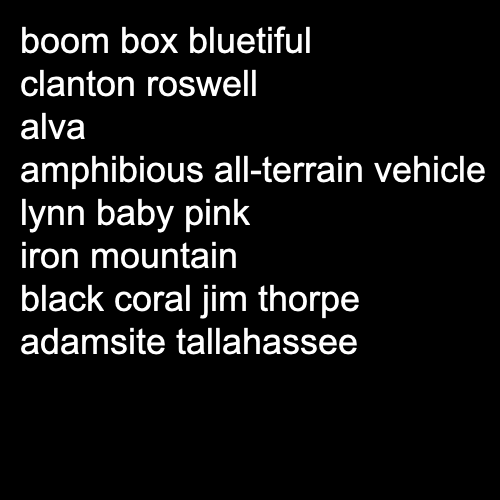 boom box bluetiful
clanton roswell
alva
amphibious all-terrain vehicle
lynn baby pink
iron mountain
black coral jim thorpe
adamsite tallahassee